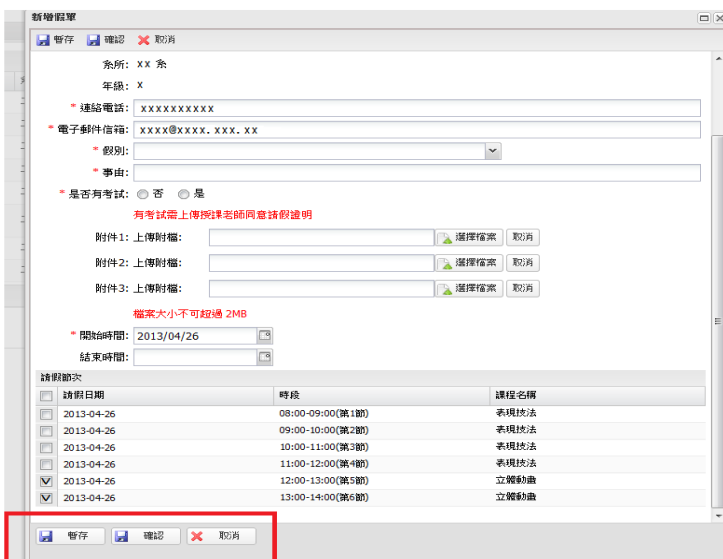 新增假單
暫存 確認 取消
系所: xx 系
年級: x
* 連絡電話: xxxxxxxxxx
* 電子郵件信箱: xxxx@xxxx.xxx.xx
* 假別:
* 事由:
* 是否有考試: 否 是
有考試需上傳授課老師同意請假證明
附件1: 上傳附檔: 選擇檔案 取消
附件2: 上傳附檔: 選擇檔案 取消
附件3: 上傳附檔: 選擇檔案 取消
檔案大小不可超過 2MB
* 開始時間: 2013/04/26
結束時間:
請假節次
請假日期 時段 課程名稱
2013-04-26 08:00-09:00(第1節) 表現技法
2013-04-26 09:00-10:00(第2節) 表現技法
2013-04-26 10:00-11:00(第3節) 表現技法
2013-04-26 11:00-12:00(第4節) 表現技法
2013-04-26 12:00-13:00(第5節) 立體動畫
2013-04-26 13:00-14:00(第6節) 立體動畫
暫存 確認 取消